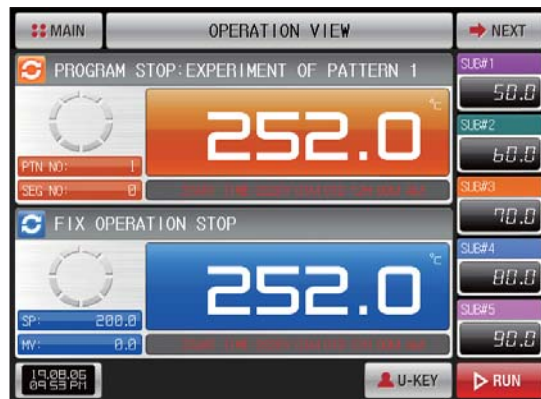 MAIN
OPERATION VIEW
NEXT
PROGRAM STOP:EXPERIMENT OF PATTERN 1
252.0 ℃
PTN NO: 1
SEG NO: 0
FIX OPERATION STOP
252.0 ℃
SP: 200.0
MV: 0.0
SUB#1
50.0
SUB#2
60.0
SUB#3
70.0
SUB#4
80.0
SUB#5
90.0
19.08.06
09:53 PM
U-KEY
RUN